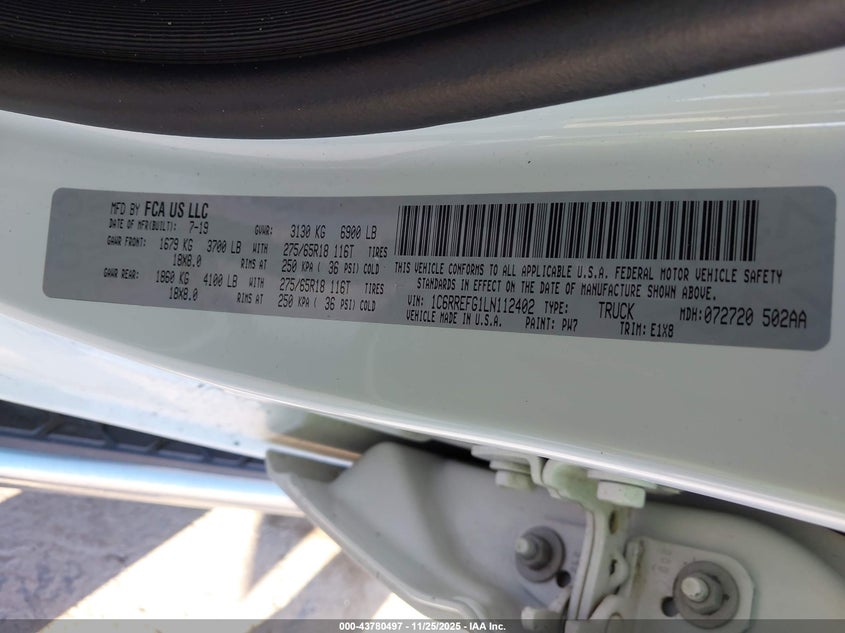 MFD BY FCA US LLC
DATE OF MFR(BUILT): 7-19 GVWR: 3130 KG 6900 LB
GAWR FRONT: 1679 KG 3700 LB WITH 275/65R18 116T TIRES
18X8.0 RIMS AT 250 KPA ( 36 PSI) COLD
GAWR REAR: 1860 KG 4100 LB WITH 275/65R18 116T TIRES
18X8.0 RIMS AT 250 KPA ( 36 PSI) COLD
THIS VEHICLE CONFORMS TO ALL APPLICABLE U.S.A. FEDERAL MOTOR VEHICLE SAFETY
STANDARDS IN EFFECT ON THE DATE OF MANUFACTURE SHOWN ABOVE.
VIN: 1C6RREFG1LN112402 TYPE: TRUCK MDH:072720 502AA
VEHICLE MADE IN U.S.A. PAINT: PW7 TRIM: E1X8
000-43780497 - 11/25/2025 - IAA Inc.